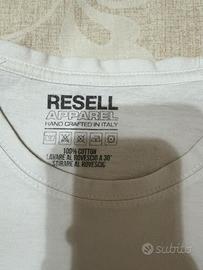 RESELL
APPAREL
HAND CRAFTED IN ITALY
100% COTTON
LAVARE AL ROVESCIO A 30°
STIRARE AL ROVESCIO
subito